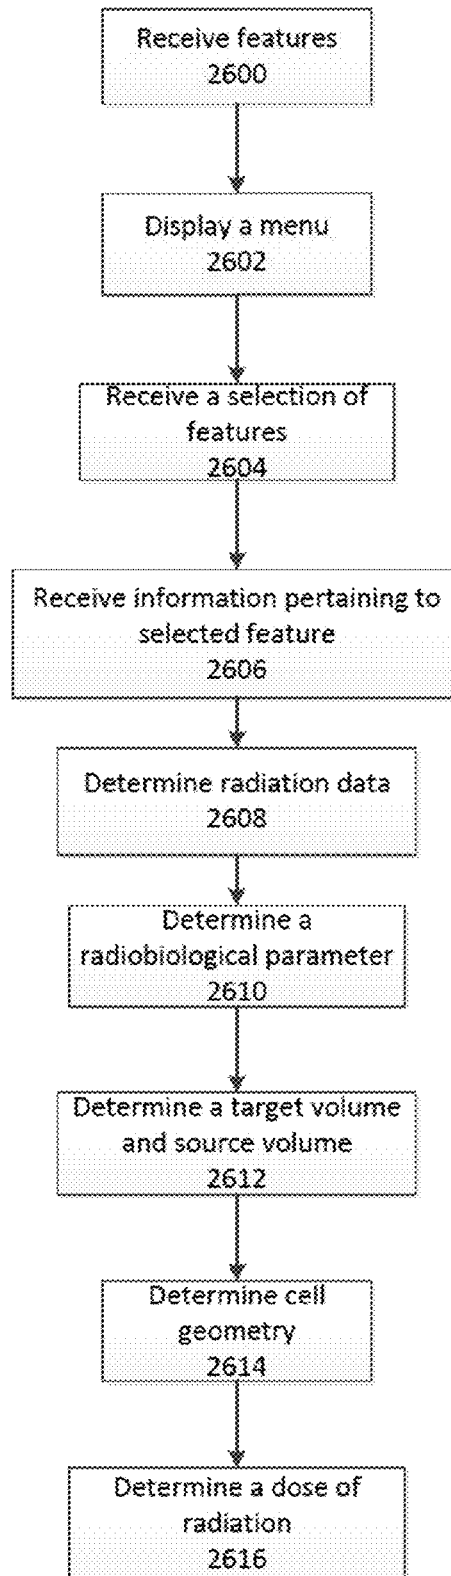 Receive features
2600
Display a menu
2602
Receive a selection of
features
2604
Receive information pertaining to
selected feature
2606
Determine radiation data
2608
Determine a
radiobiological parameter
2610
Determine a target volume
and source volume
2612
Determine cell
geometry
2614
Determine a dose of
radiation
2616